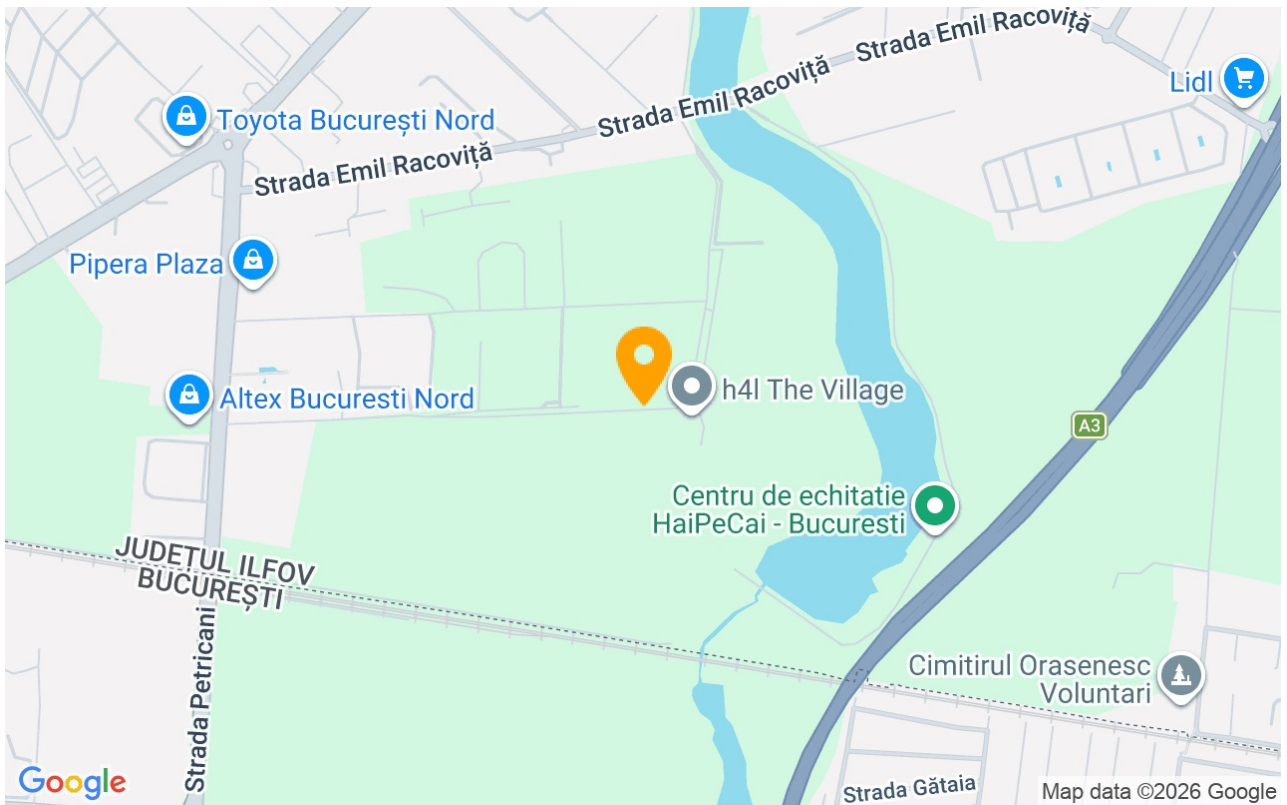 Strada Emil Racoviță
Lidl
Strada Emil Racoviță
Toyota București Nord
Strada Emil Racoviță
Pipera Plaza
h4l The Village
Altex Bucuresti Nord
A3
Centru de echitatie
HaiPeCai - Bucuresti
JUDEȚUL ILFOV
BUCUREȘTI
Strada Petricani
Cimitirul Orasenesc
Voluntari
Strada Gătaia
Google
Map data ©2026 Google